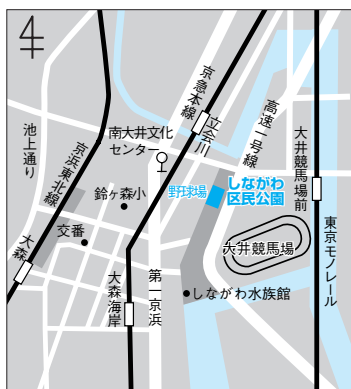 京急本線
立会川
高速一号線
大井競馬場前
東京モノレール
池上通り
京浜東北線
南大井文化
センター
野球場
しながわ
区民公園
鈴ヶ森小
交番
大井競馬場
大森
大森海岸
第一京浜
しながわ水族館